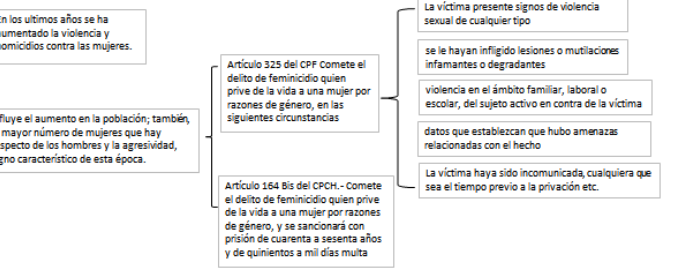 En los ultimos años se ha
aumentado la violencia y
homicidios contra las mujeres.
fluye el aumento en la población; también,
mayor número de mujeres que hay
specto de los hombres y la agresividad,
gno característico de esta época.
Artículo 325 del CPF Comete el
delito de feminicidio quien
prive de la vida a una mujer por
razones de género, en las
siguientes circunstancias
Artículo 164 Bis del CPCH.- Comete
el delito de feminicidio quien prive
de la vida a una mujer por razones
de género, y se sancionará con
prisión de cuarenta a sesenta años
y de quinientos a mil días multa
La víctima presente signos de violencia
sexual de cualquier tipo
se le hayan infligido lesiones o mutilaciones
infamantes o degradantes
violencia en el ámbito familiar, laboral o
escolar, del sujeto activo en contra de la víctima
datos que establezcan que hubo amenazas
relacionadas con el hecho
La víctima haya sido incomunicada, cualquiera que
sea el tiempo previo a la privación etc.